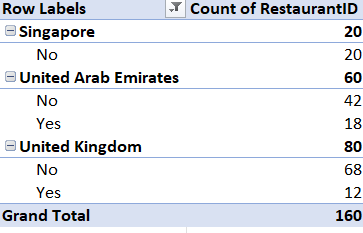 Row Labels Count of RestaurantID
Singapore 20
No 20
United Arab Emirates 60
No 42
Yes 18
United Kingdom 80
No 68
Yes 12
Grand Total 160